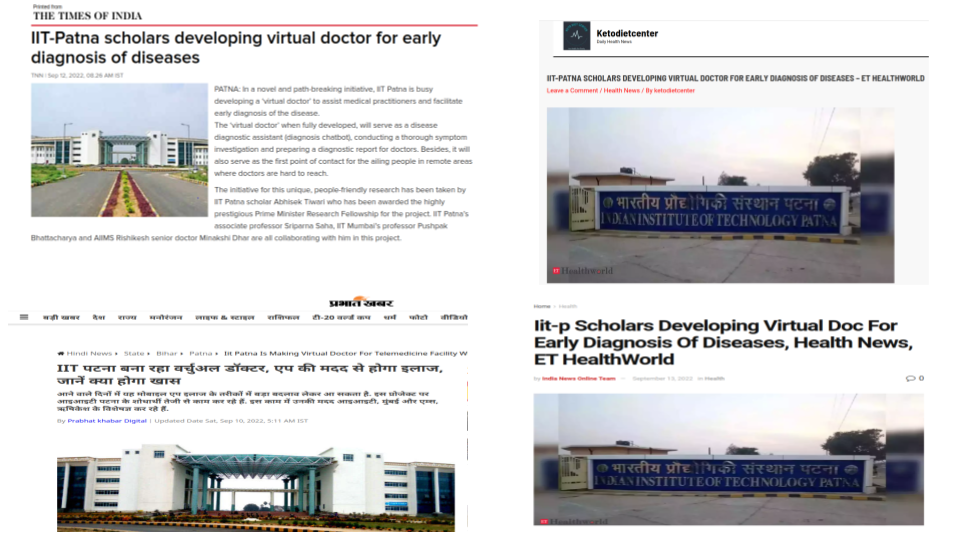 Printed from
THE TIMES OF INDIA
IIT-Patna scholars developing virtual doctor for early
diagnosis of diseases
TNN | Sep 12, 2022, 08.26 AM IST
PATNA: In a novel and path-breaking initiative, IIT Patna is busy
developing a 'virtual doctor' to assist medical practitioners and facilitate
early diagnosis of the disease.
The 'virtual doctor' when fully developed, will serve as a disease
diagnostic assistant (diagnosis chatbot), conducting a thorough symptom
investigation and preparing a diagnostic report for doctors. Besides, it will
also serve as the first point of contact for the ailing people in remote areas
where doctors are hard to reach.
The initiative for this unique, people-friendly research has been taken by
IIT Patna scholar Abhisek Tiwari who has been awarded the highly
prestigious Prime Minister Research Fellowship for the project. IIT Patna's
associate professor Sriparna Saha, IIT Mumbai's professor Pushpak
Bhattacharya and AIIMS Rishikesh senior doctor Minakshi Dhar are all collaborating with him in this project.
Ketodietcenter
Daily Health News
IIT-PATNA SCHOLARS DEVELOPING VIRTUAL DOCTOR FOR EARLY DIAGNOSIS OF DISEASES – ET HEALTHWORLD
Leave a Comment / Health News / By ketodietcenter
भारतीय प्रौद्योगिकी संस्थान पटना
INDIAN INSTITUTE OF TECHNOLOGY PATNA
ET Healthworld
प्रभात खबर
बड़ी खबर देश राज्य मनोरंजन लाइफ & स्टाइल राशिफल टी-20 वर्ल्ड कप धर्म फोटो वीडियो
Hindi News State Bihar Patna Iit Patna Is Making Virtual Doctor For Telemedicine Facility W
IIT पटना बना रहा वर्चुअल डॉक्टर, एप की मदद से होगा इलाज,
जानें क्या होगा खास
आने वाले दिनों में यह मोबाइल एप इलाज के तरीकों में बड़ा बदलाव लेकर आ सकता है. इस प्रोजेक्ट पर
आइआइटी पटना के शोधार्थी तेजी से काम कर रहे हैं. इस काम में उनकी मदद आइआइटी, मुंबई और एम्स,
ऋषिकेश के विशेषज्ञ कर रहे हैं.
By Prabhat khabar Digital | Updated Date Sat, Sep 10, 2022, 5:11 AM IST
Home > Health
Iit-p Scholars Developing Virtual Doc For
Early Diagnosis Of Diseases, Health News,
ET HealthWorld
by India News Online Team — September 13, 2022 in Health 0
भारतीय प्रौद्योगिकी संस्थान पटना
INDIAN INSTITUTE OF TECHNOLOGY PATNA
ET Healthworld